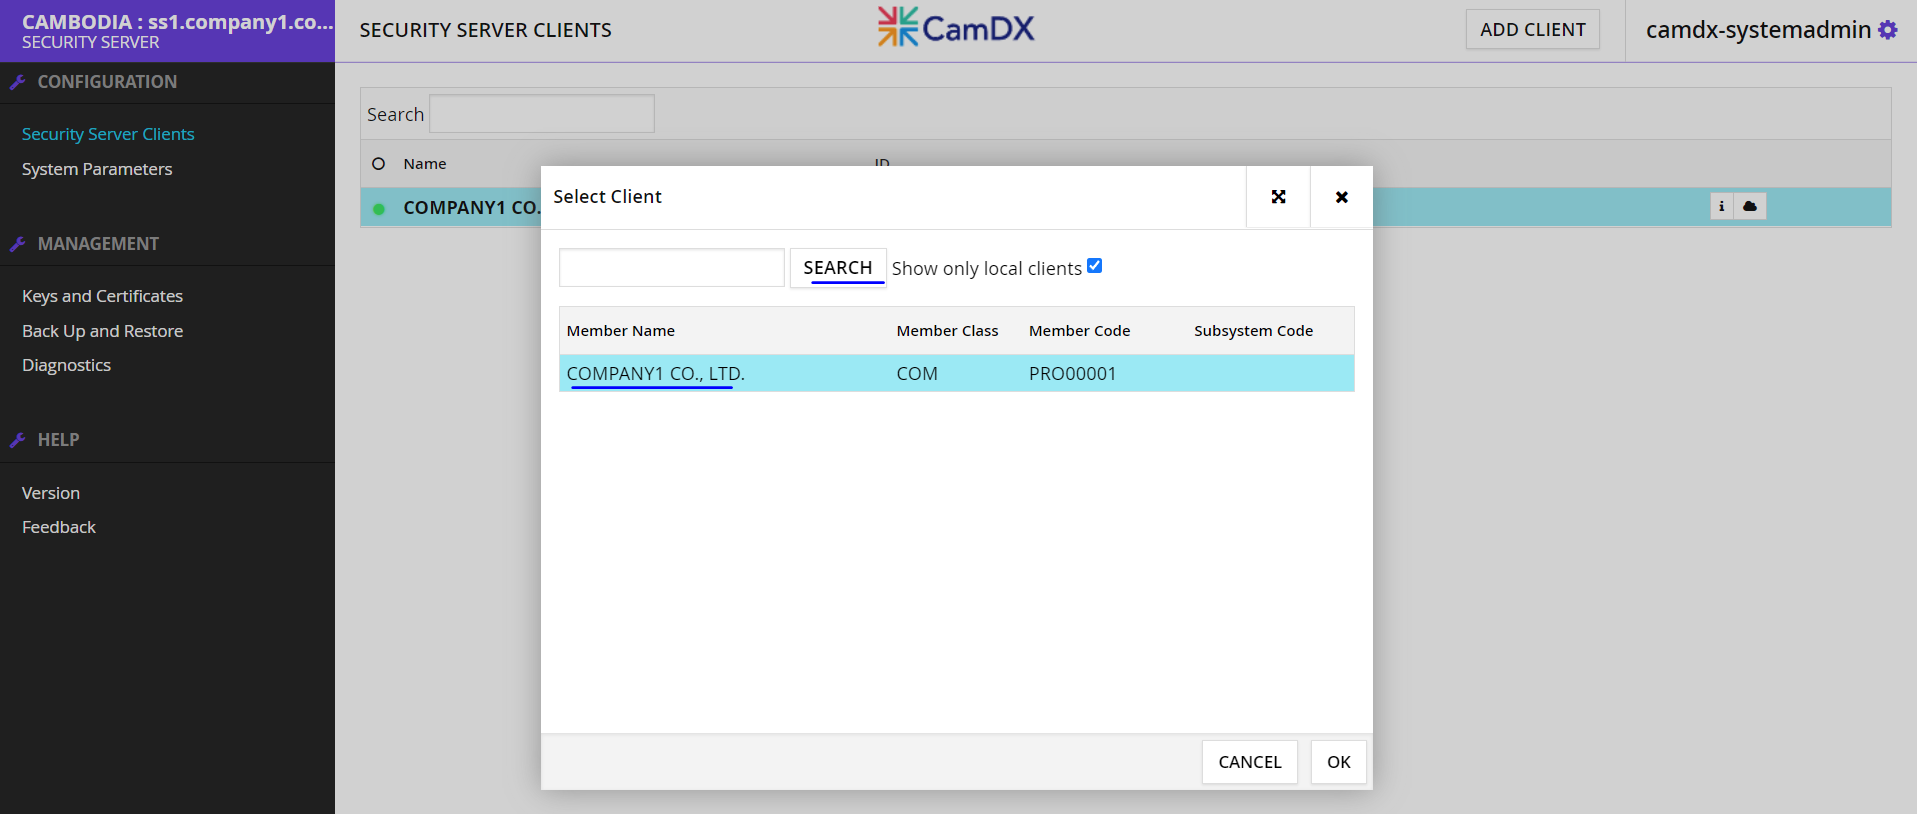 CAMBODIA : ss1.company1.co...
SECURITY SERVER
SECURITY SERVER CLIENTS
CamDX
ADD CLIENT
camdx-systemadmin
CONFIGURATION
Security Server Clients
System Parameters
MANAGEMENT
Keys and Certificates
Back Up and Restore
Diagnostics
HELP
Version
Feedback
Search
Name ID
COMPANY1 CO.
Select Client
SEARCH Show only local clients
Member Name Member Class Member Code Subsystem Code
COMPANY1 CO., LTD. COM PRO00001
CANCEL OK